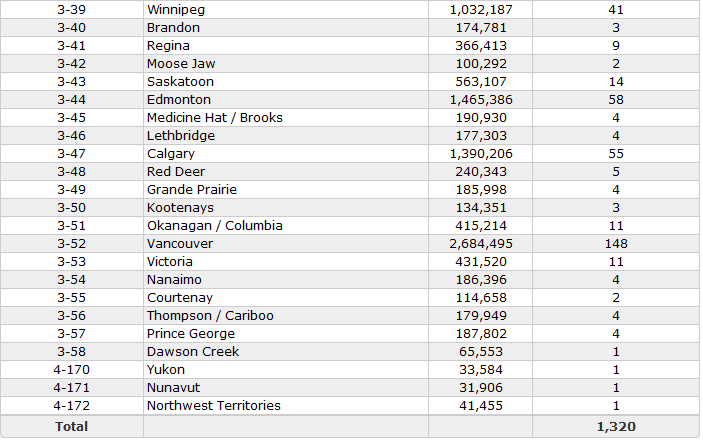 3-39 Winnipeg 1,032,187 41
3-40 Brandon 174,781 3
3-41 Regina 366,413 9
3-42 Moose Jaw 100,292 2
3-43 Saskatoon 563,107 14
3-44 Edmonton 1,465,386 58
3-45 Medicine Hat / Brooks 190,930 4
3-46 Lethbridge 177,303 4
3-47 Calgary 1,390,206 55
3-48 Red Deer 240,343 5
3-49 Grande Prairie 185,998 4
3-50 Kootenays 134,351 3
3-51 Okanagan / Columbia 415,214 11
3-52 Vancouver 2,684,495 148
3-53 Victoria 431,520 11
3-54 Nanaimo 186,396 4
3-55 Courtenay 114,658 2
3-56 Thompson / Cariboo 179,949 4
3-57 Prince George 187,802 4
3-58 Dawson Creek 65,553 1
4-170 Yukon 33,584 1
4-171 Nunavut 31,906 1
4-172 Northwest Territories 41,455 1
Total 1,320